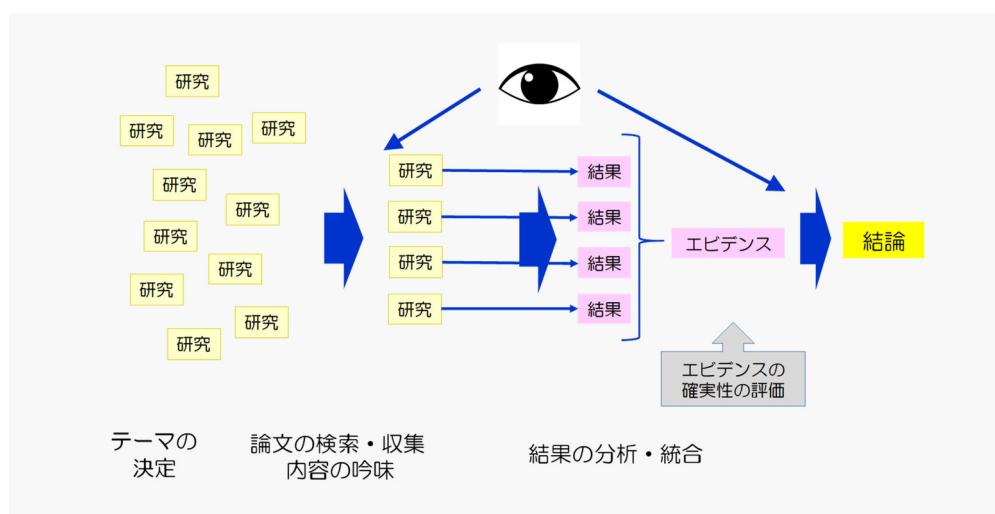 研究
研究
研究
研究
研究
研究
研究
研究
研究
研究
研究
研究
結果
研究
結果
研究
結果
研究
結果
エビデンス
結論
エビデンスの
確実性の評価
テーマの
決定
論文の検索・収集
内容の吟味
結果の分析・統合